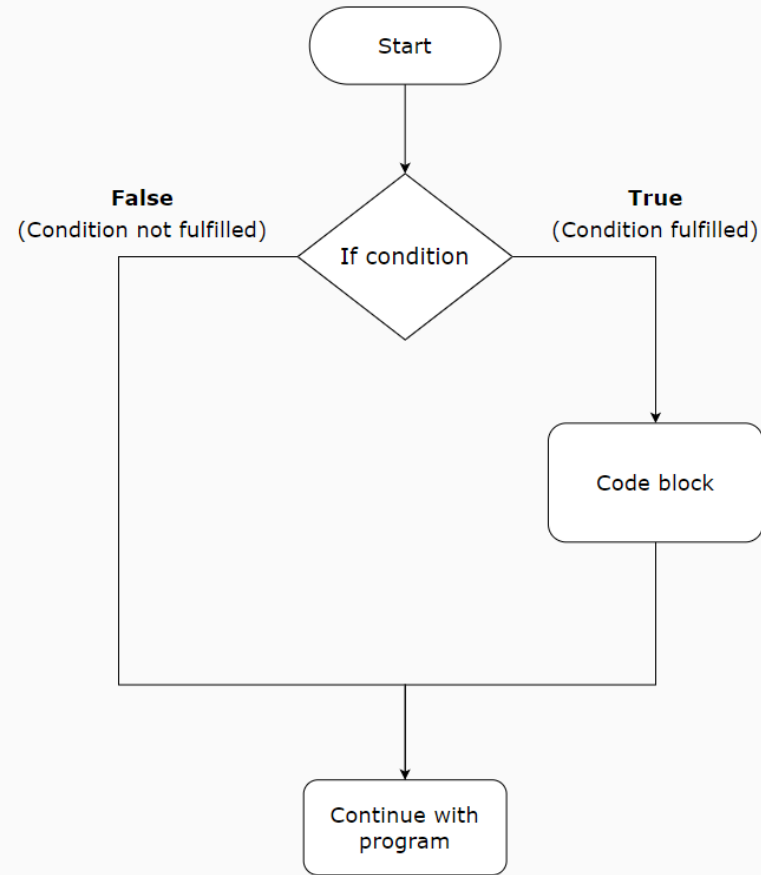 Start
False
(Condition not fulfilled)
True
(Condition fulfilled)
If condition
Code block
Continue with
program